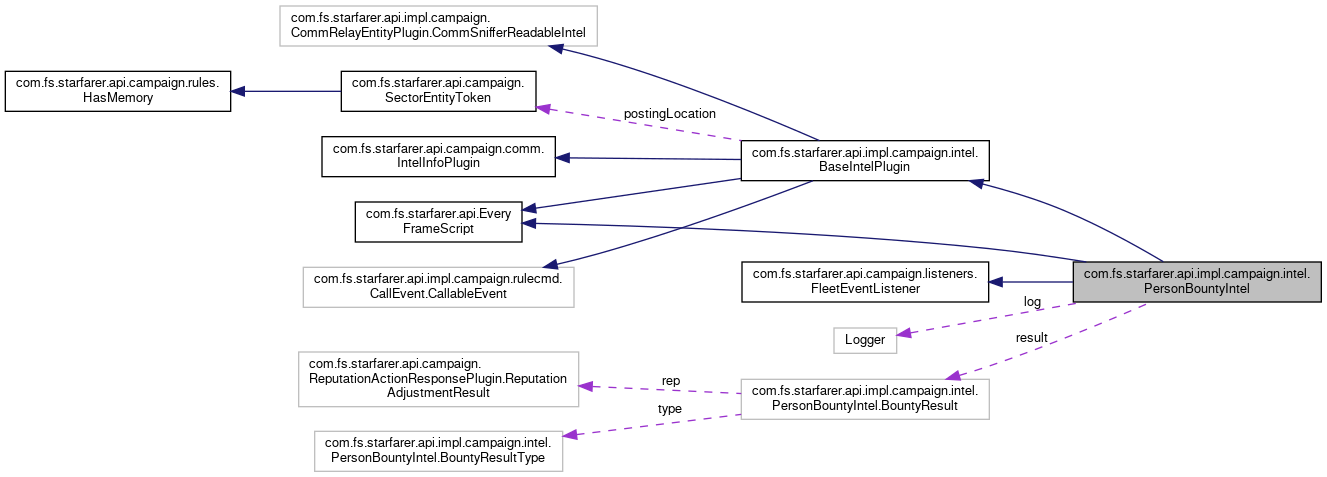 com.fs.starfarer.api.impl.campaign.
CommRelayEntityPlugin.CommSnifferReadableIntel
com.fs.starfarer.api.campaign.rules.
HasMemory
com.fs.starfarer.api.campaign.
SectorEntityToken
postingLocation
com.fs.starfarer.api.campaign.comm.
IntelInfoPlugin
com.fs.starfarer.api.impl.campaign.intel.
BaseIntelPlugin
com.fs.starfarer.api.Every
FrameScript
com.fs.starfarer.api.impl.campaign.rulecmd.
CallEvent.CallableEvent
com.fs.starfarer.api.campaign.listeners.
FleetEventListener
com.fs.starfarer.api.impl.campaign.intel.
PersonBountyIntel
log
Logger
result
com.fs.starfarer.api.campaign.
ReputationActionResponsePlugin.Reputation
AdjustmentResult
rep
com.fs.starfarer.api.impl.campaign.intel.
PersonBountyIntel.BountyResult
type
com.fs.starfarer.api.impl.campaign.intel.
PersonBountyIntel.BountyResultType